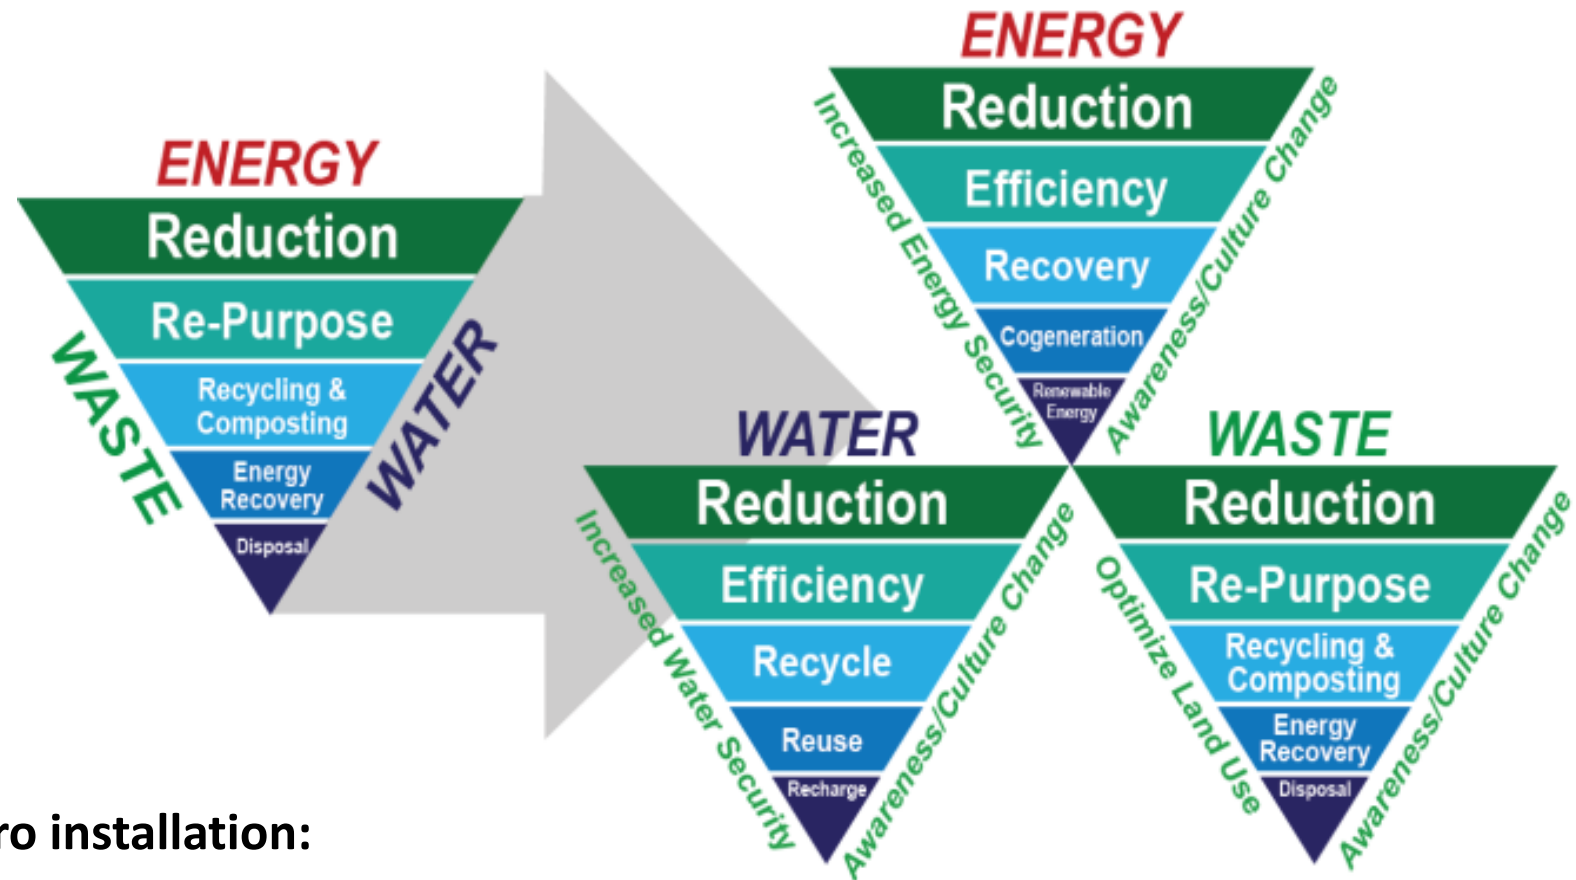 ENERGY
Reduction
Re-Purpose
Recycling &
Composting
Energy
Recovery
Disposal
WASTE
WATER
ENERGY
Reduction
Efficiency
Recovery
Cogeneration
Renewable
Energy
Increased Energy Security
Awareness/Culture Change
WATER
Reduction
Efficiency
Recycle
Reuse
Recharge
Increased Water Security
Awareness/Culture Change
WASTE
Reduction
Re-Purpose
Recycling &
Composting
Energy
Recovery
Disposal
Optimize Land Use
Awareness/Culture Change
ro installation: